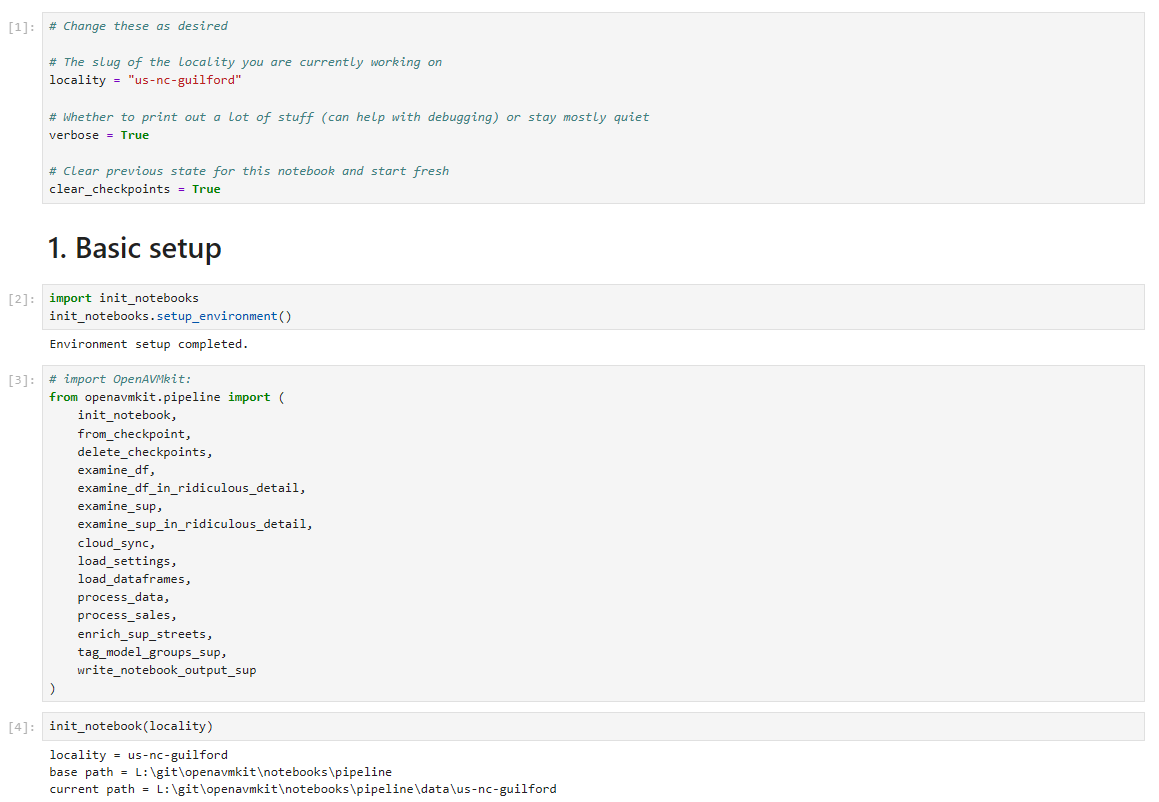 [1]: # Change these as desired
# The slug of the locality you are currently working on
locality = "us-nc-guilford"
# Whether to print out a lot of stuff (can help with debugging) or stay mostly quiet
verbose = True
# Clear previous state for this notebook and start fresh
clear_checkpoints = True
1. Basic setup
[2]: import init_notebooks
init_notebooks.setup_environment()
Environment setup completed.
[3]: # import OpenAVMkit:
from openavmkit.pipeline import (
    init_notebook,
    from_checkpoint,
    delete_checkpoints,
    examine_df,
    examine_df_in_ridiculous_detail,
    examine_sup,
    examine_sup_in_ridiculous_detail,
    cloud_sync,
    load_settings,
    load_dataframes,
    process_data,
    process_sales,
    enrich_sup_streets,
    tag_model_groups_sup,
    write_notebook_output_sup
)
[4]: init_notebook(locality)
locality = us-nc-guilford
base path = L:\git\openavmkit\notebooks\pipeline
current path = L:\git\openavmkit\notebooks\pipeline\data\us-nc-guilford